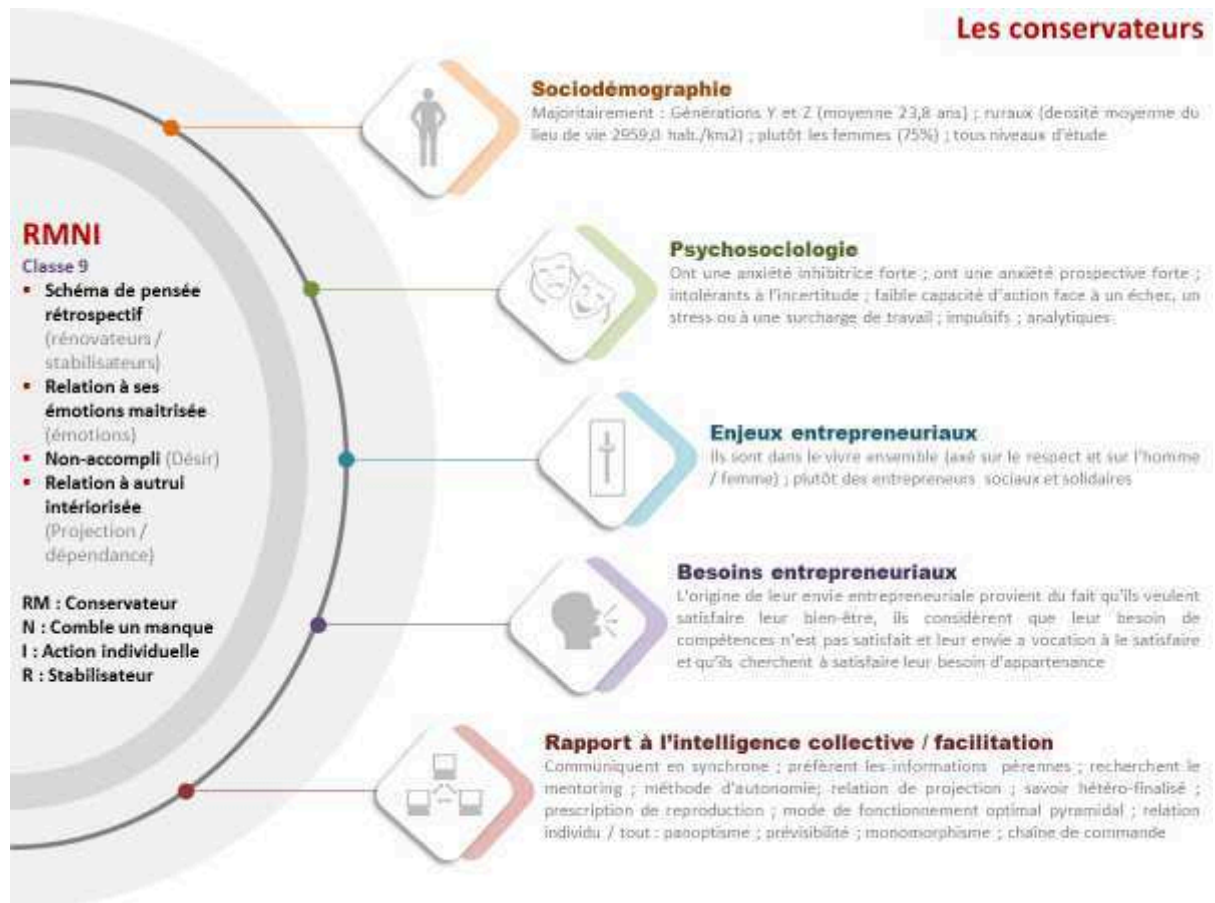 Les conservateurs
Sociodémographie
Majoritairement : Générations Y et Z (moyenne 23,8 ans) ; ruraux (densité moyenne du
lieu de vie 2959,0 hab./km2) ; plutôt les femmes (75%) ; tous niveaux d'étude
RMNI
Classe 9
▪ Schéma de pensée
rétrospectif
(rénovateurs /
stabilisateurs)
▪ Relation à ses
émotions maitrisée
(émotions)
▪ Non-accompli (Désir)
▪ Relation à autrui
intériorisée
(Projection /
dépendance)
RM : Conservateur
N : Comble un manque
I : Action individuelle
R : Stabilisateur
Psychosociologie
Ont une anxiété inhibitrice forte ; ont une anxiété prospective forte ;
intolérants à l'incertitude ; faible capacité d'action face à un échec, un
stress ou à une surcharge de travail ; impulsifs ; analytiques
Enjeux entrepreneuriaux
Ils sont dans le vivre ensemble (axé sur le respect et sur l'homme
/ femme) ; plutôt des entrepreneurs sociaux et solidaires
Besoins entrepreneuriaux
L'origine de leur envie entrepreneuriale provient du fait qu'ils veulent
satisfaire leur bien-être, ils considèrent que leur besoin de
compétences n'est pas satisfait et leur envie a vocation à le satisfaire
et qu'ils cherchent à satisfaire leur besoin d'appartenance
Rapport à l'intelligence collective / facilitation
Communiquent en synchrone ; préfèrent les informations pérennes ; recherchent le
mentoring ; méthode d'autonomie; relation de projection ; savoir hétéro-finalisé ;
prescription de reproduction ; mode de fonctionnement optimal pyramidal ; relation
individu / tout : panoptisme ; prévisibilité ; monomorphisme ; chaîne de commande